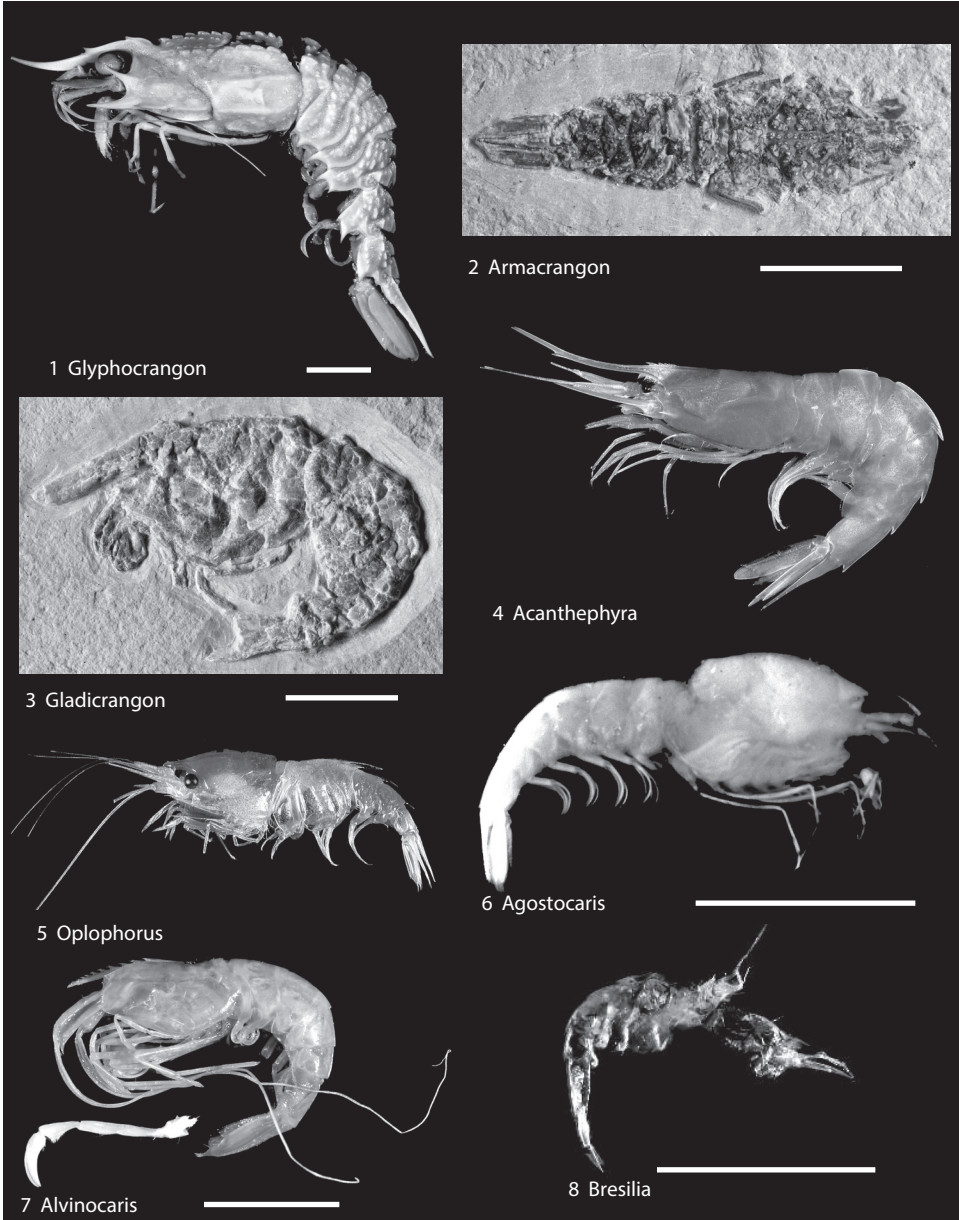 1 Glyphocrangon
2 Armacrangon
3 Gladicrangon
4 Acanthephyra
5 Oplophorus
6 Agostocaris
7 Alvinocaris
8 Bresilia